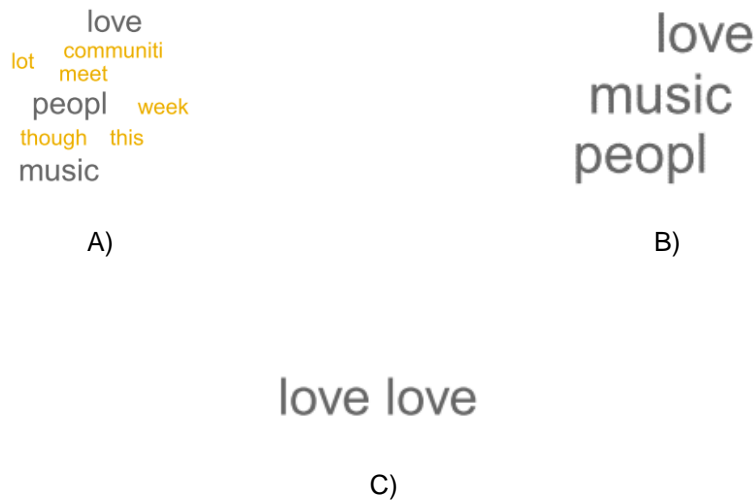 love
communiti
lot
meet
peopl week
though this
music
A)
love
music
peopl
B)
love love
C)